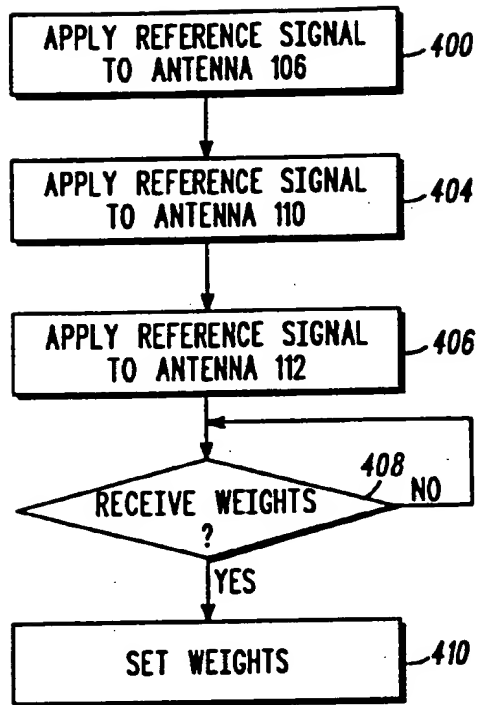 APPLY REFERENCE SIGNAL
TO ANTENNA 106
400
APPLY REFERENCE SIGNAL
TO ANTENNA 110
404
APPLY REFERENCE SIGNAL
TO ANTENNA 112
406
408
RECEIVE WEIGHTS
?
NO
YES
SET WEIGHTS
410